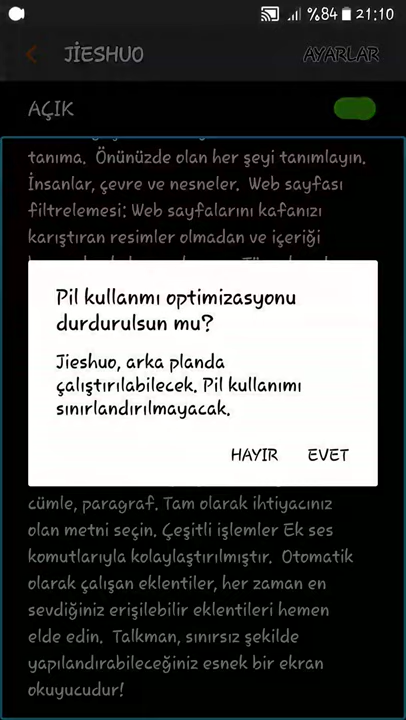 %84 21:10
JİESHUO AYARLAR
AÇIK
tanıma. Önünüzde olan her şeyi tanımlayın.
İnsanlar, çevre ve nesneler. Web sayfası
filtrelemesi: Web sayfalarını kafanızı
karıştıran resimler olmadan ve içeriği
Pil kullanmı optimizasyonu
durdurulsun mu?
Jieshuo, arka planda
çalıştırılabilecek. Pil kullanımı
sınırlandırılmayacak.
HAYIR EVET
cümle, paragraf. Tam olarak ihtiyacınız
olan metni seçin. Çeşitli işlemler Ek ses
komutlarıyla kolaylaştırılmıştır. Otomatik
olarak çalışan eklentiler, her zaman en
sevdiğiniz erişilebilir eklentileri hemen
elde edin. Talkman, sınırsız şekilde
yapılandırabileceğiniz esnek bir ekran
okuyucudur!